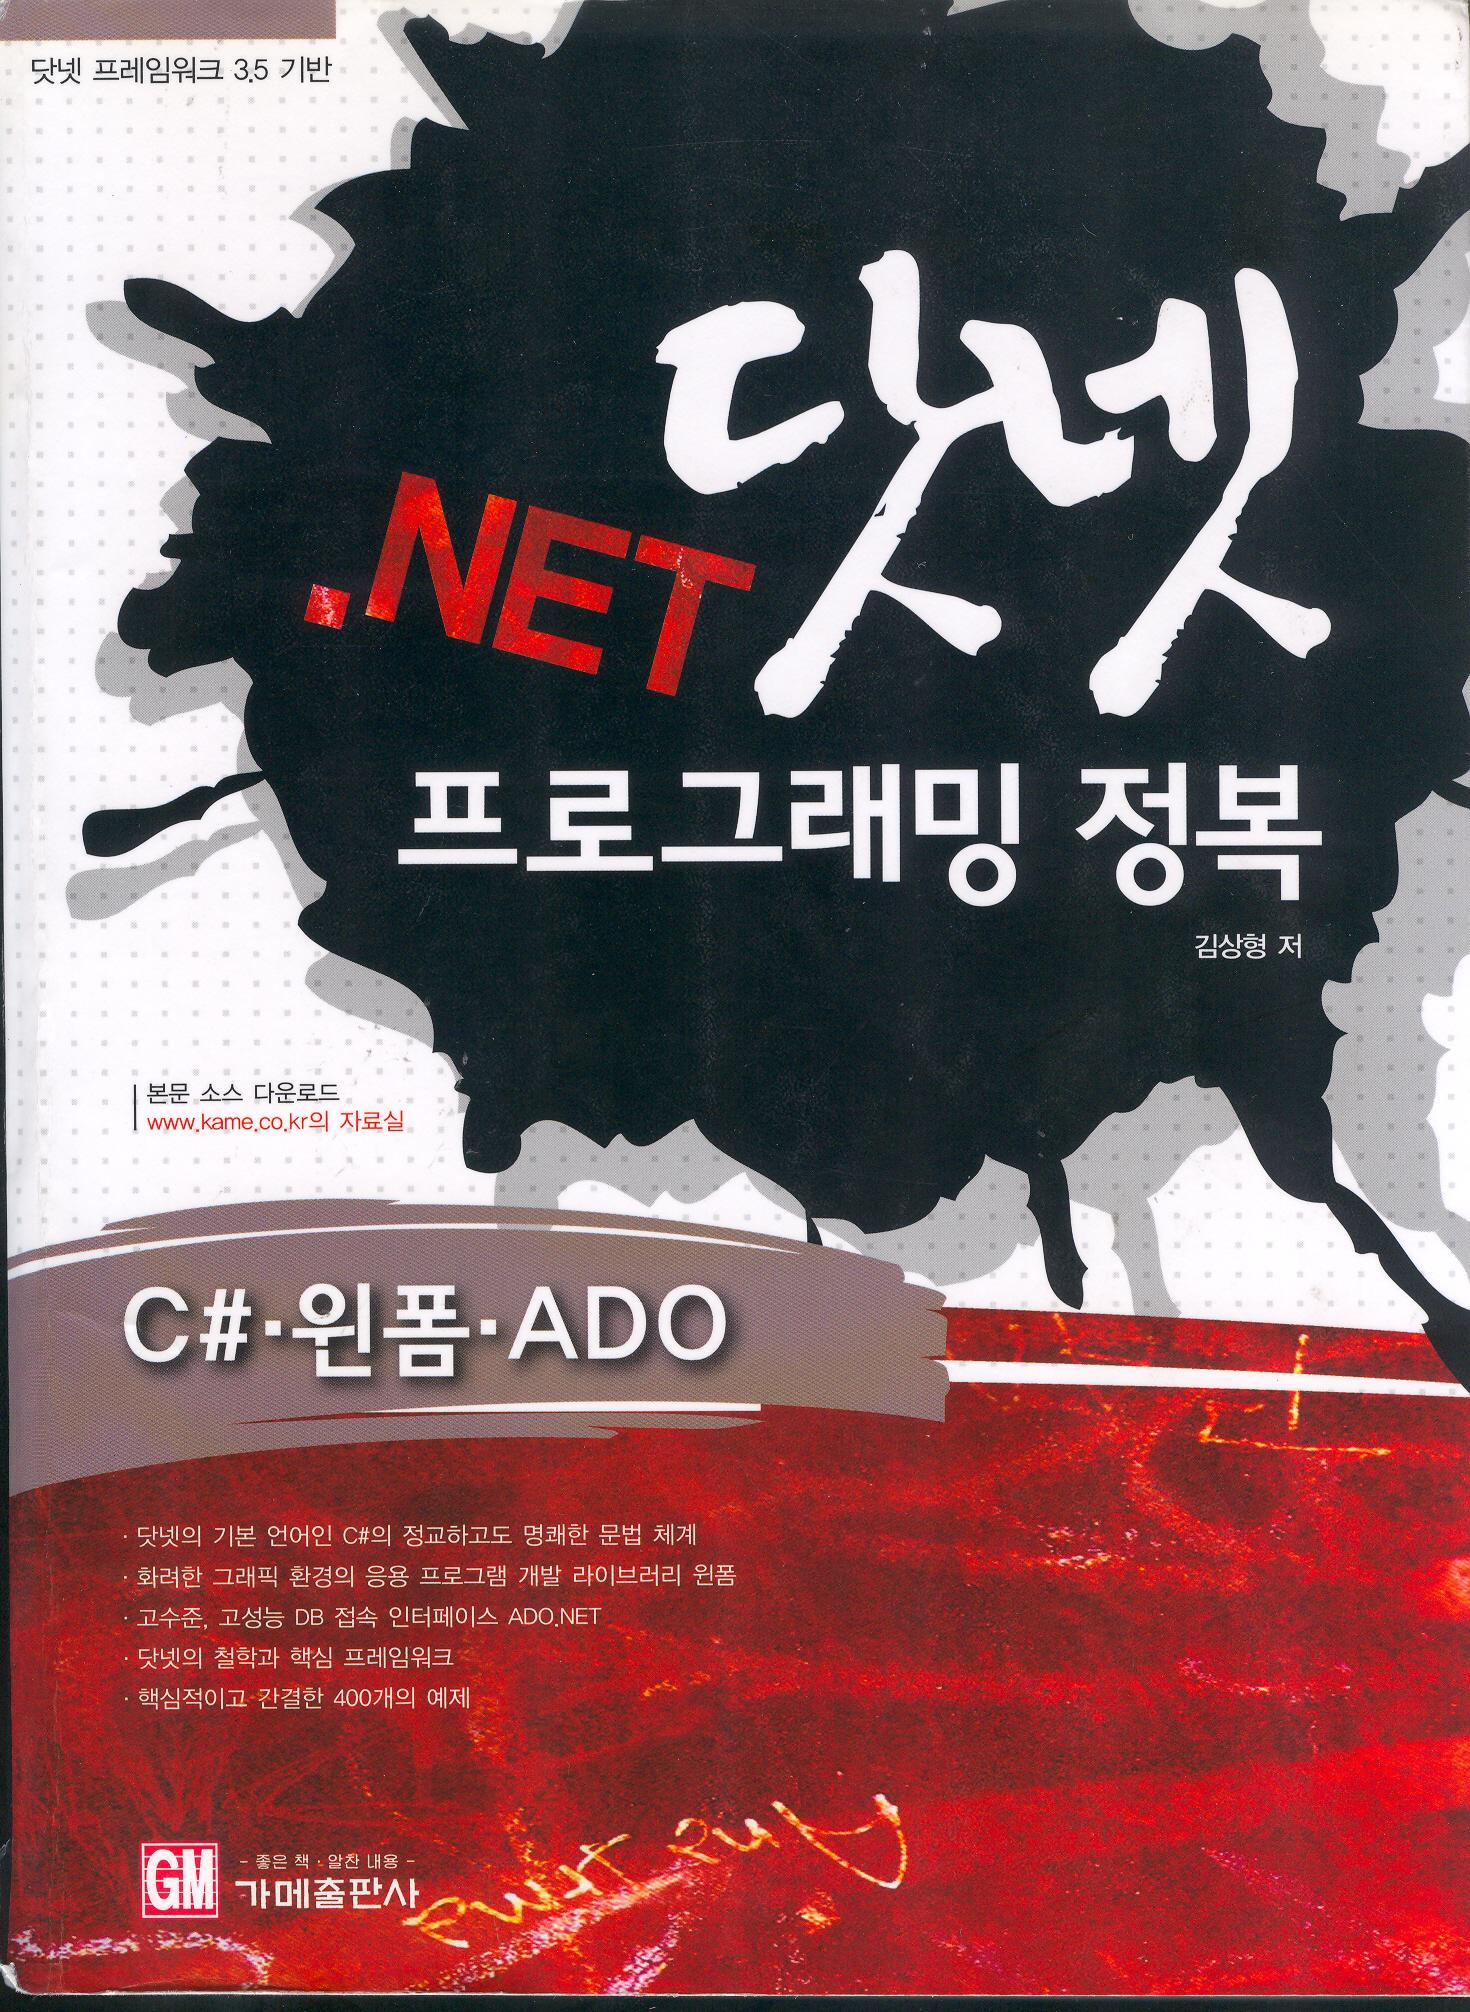 닷넷 프레임워크 3.5 기반
닷넷
.NET
프로그래밍 정복
김상형 저
본문 소스 다운로드
www.kame.co.kr의 자료실
C#·윈폼·ADO
· 닷넷의 기본 언어인 C#의 정교하고도 명쾌한 문법 체계
· 화려한 그래픽 환경의 응용 프로그램 개발 라이브러리 윈폼
· 고수준, 고성능 DB 접속 인터페이스 ADO.NET
· 닷넷의 철학과 핵심 프레임워크
· 핵심적이고 간결한 400개의 예제
GM
- 좋은 책 · 알찬 내용 -
가메출판사